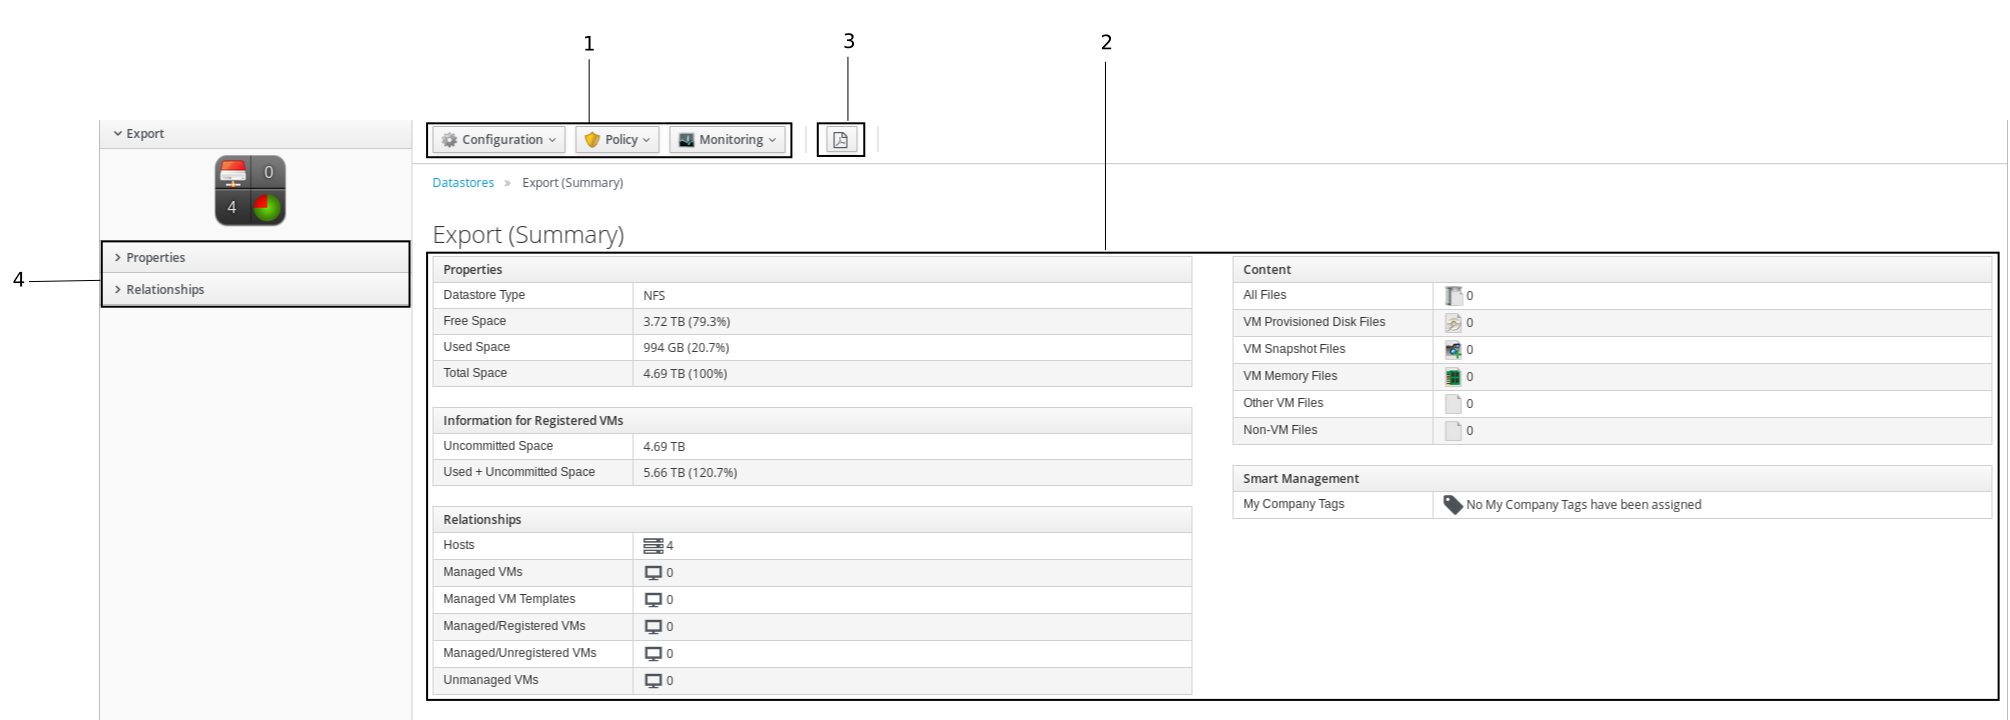 1
3
2
Export
Configuration
Policy
Monitoring
0
4
Datastores » Export (Summary)
Export (Summary)
4
Properties
Relationships
Properties
Datastore Type NFS
Free Space 3.72 TB (79.3%)
Used Space 994 GB (20.7%)
Total Space 4.69 TB (100%)
Information for Registered VMs
Uncommitted Space 4.69 TB
Used + Uncommitted Space 5.66 TB (120.7%)
Relationships
Hosts 4
Managed VMs 0
Managed VM Templates 0
Managed/Registered VMs 0
Managed/Unregistered VMs 0
Unmanaged VMs 0
Content
All Files 0
VM Provisioned Disk Files 0
VM Snapshot Files 0
VM Memory Files 0
Other VM Files 0
Non-VM Files 0
Smart Management
My Company Tags No My Company Tags have been assigned